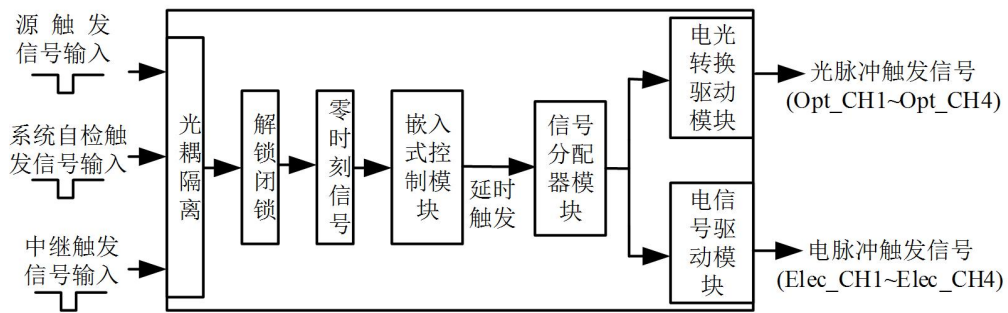 源 触 发
信号输入
系统自检触
发信号输入
中继触发
信号输入
光
耦
隔
离
解
锁
闭
锁
零
时
刻
信
号
嵌入
式控
制模
块
延时
触发
信号
分配
器模
块
电光
转换
驱动
模块
电信
号驱
动模
块
光脉冲触发信号
(Opt_CH1~Opt_CH4)
电脉冲触发信号
(Elec_CH1~Elec_CH4)